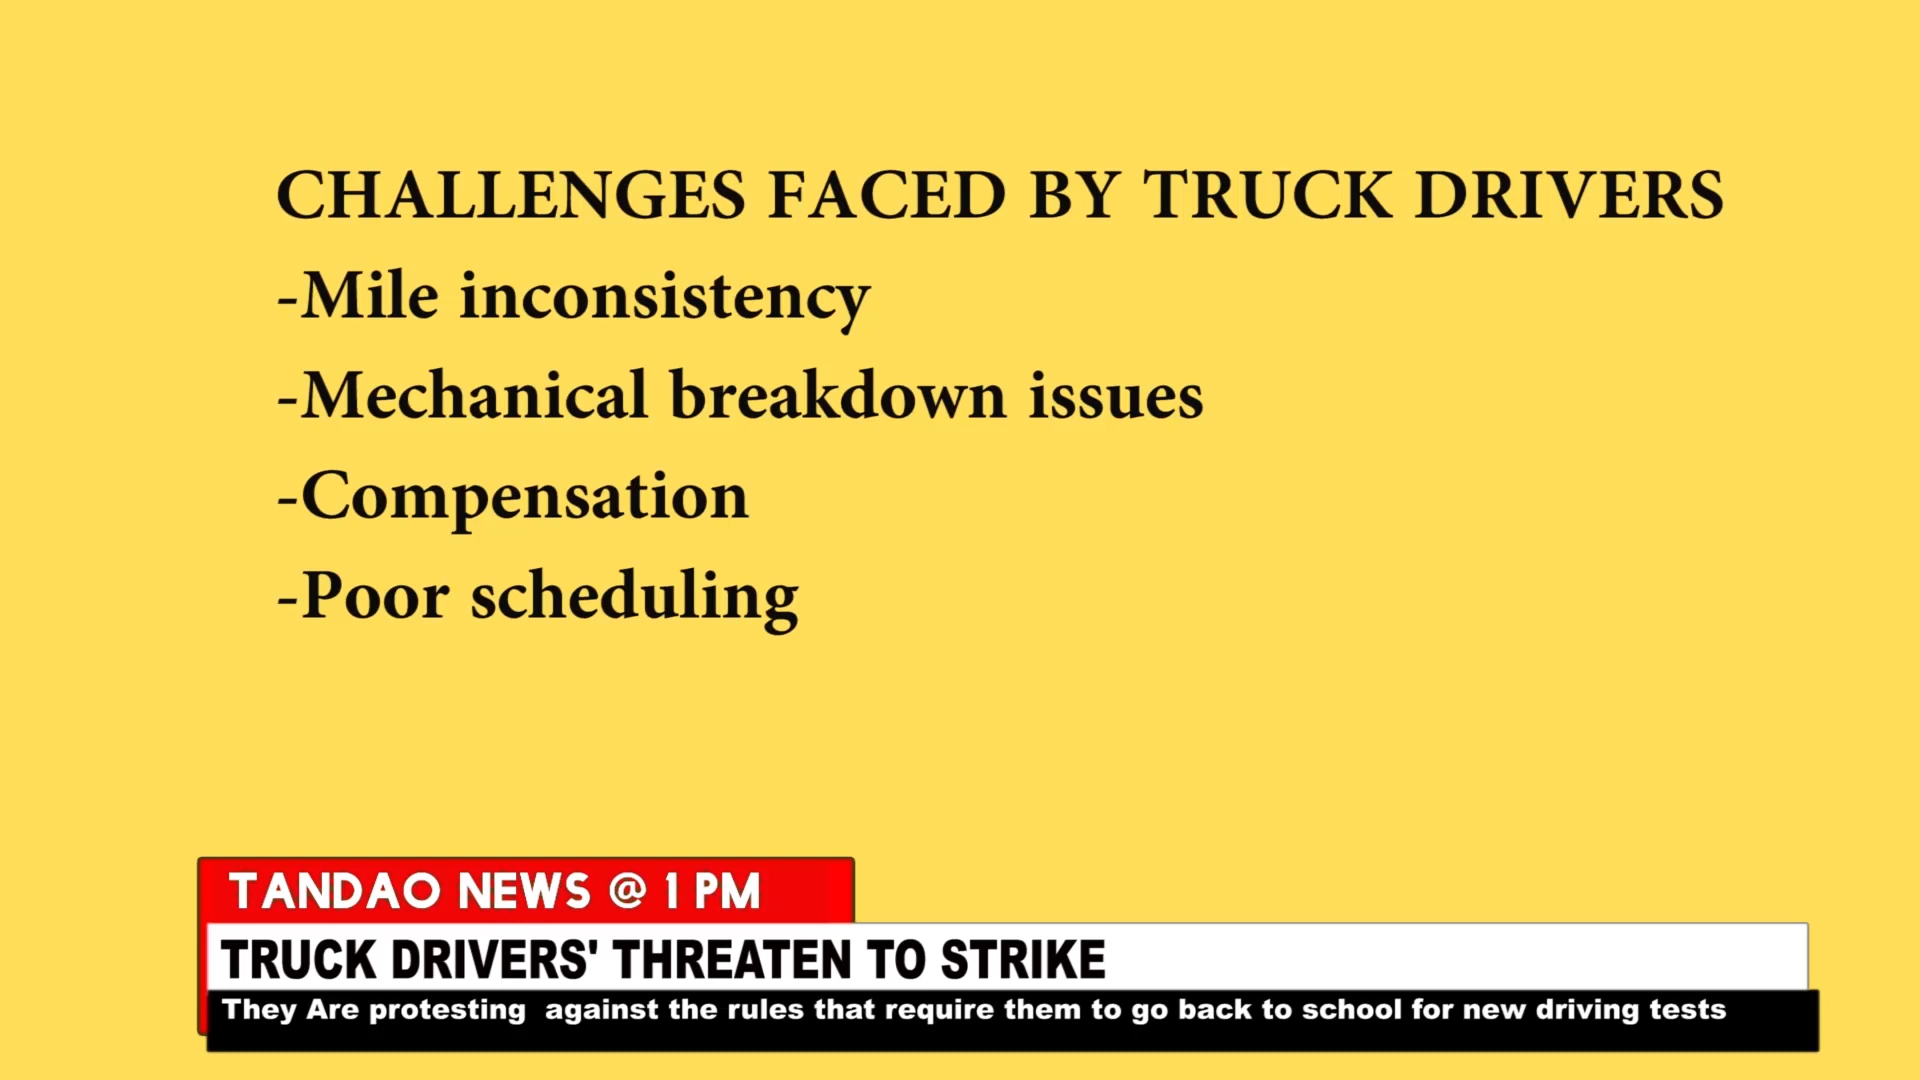 CHALLENGES FACED BY TRUCK DRIVERS
-Mile inconsistency
-Mechanical breakdown issues
-Compensation
-Poor scheduling
TANDAO NEWS @ 1 PM
TRUCK DRIVERS' THREATEN TO STRIKE
They Are protesting  against the rules that require them to go back to school for new driving tests